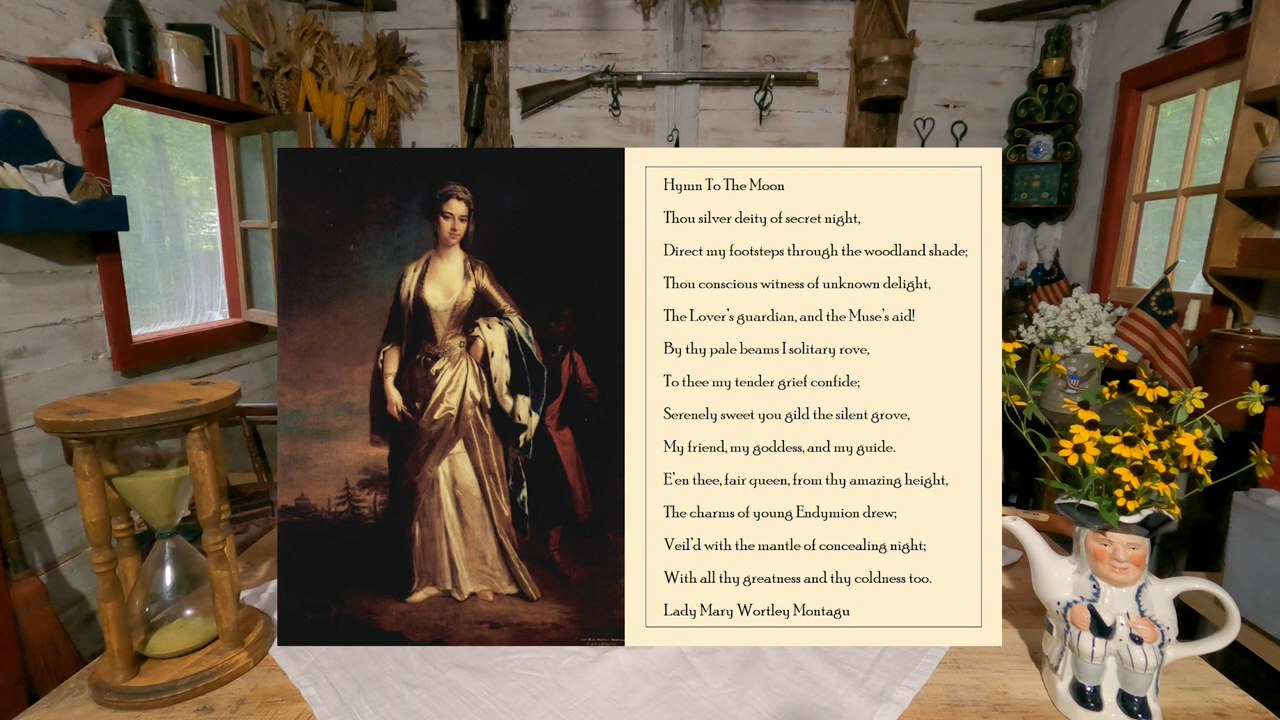 Hymn To The Moon
Thou silver deity of secret night,
Direct my footsteps through the woodland shade;
Thou conscious witness of unknown delight,
The Lover's guardian, and the Muse's aid!
By thy pale beams I solitary rove,
To thee my tender grief confide;
Serenely sweet you gild the silent grove,
My friend, my goddess, and my guide.
E'en thee, fair queen, from thy amazing height,
The charms of young Endymion drew;
Veil'd with the mantle of concealing night;
With all thy greatness and thy coldness too.
Lady Mary Wortley Montagu